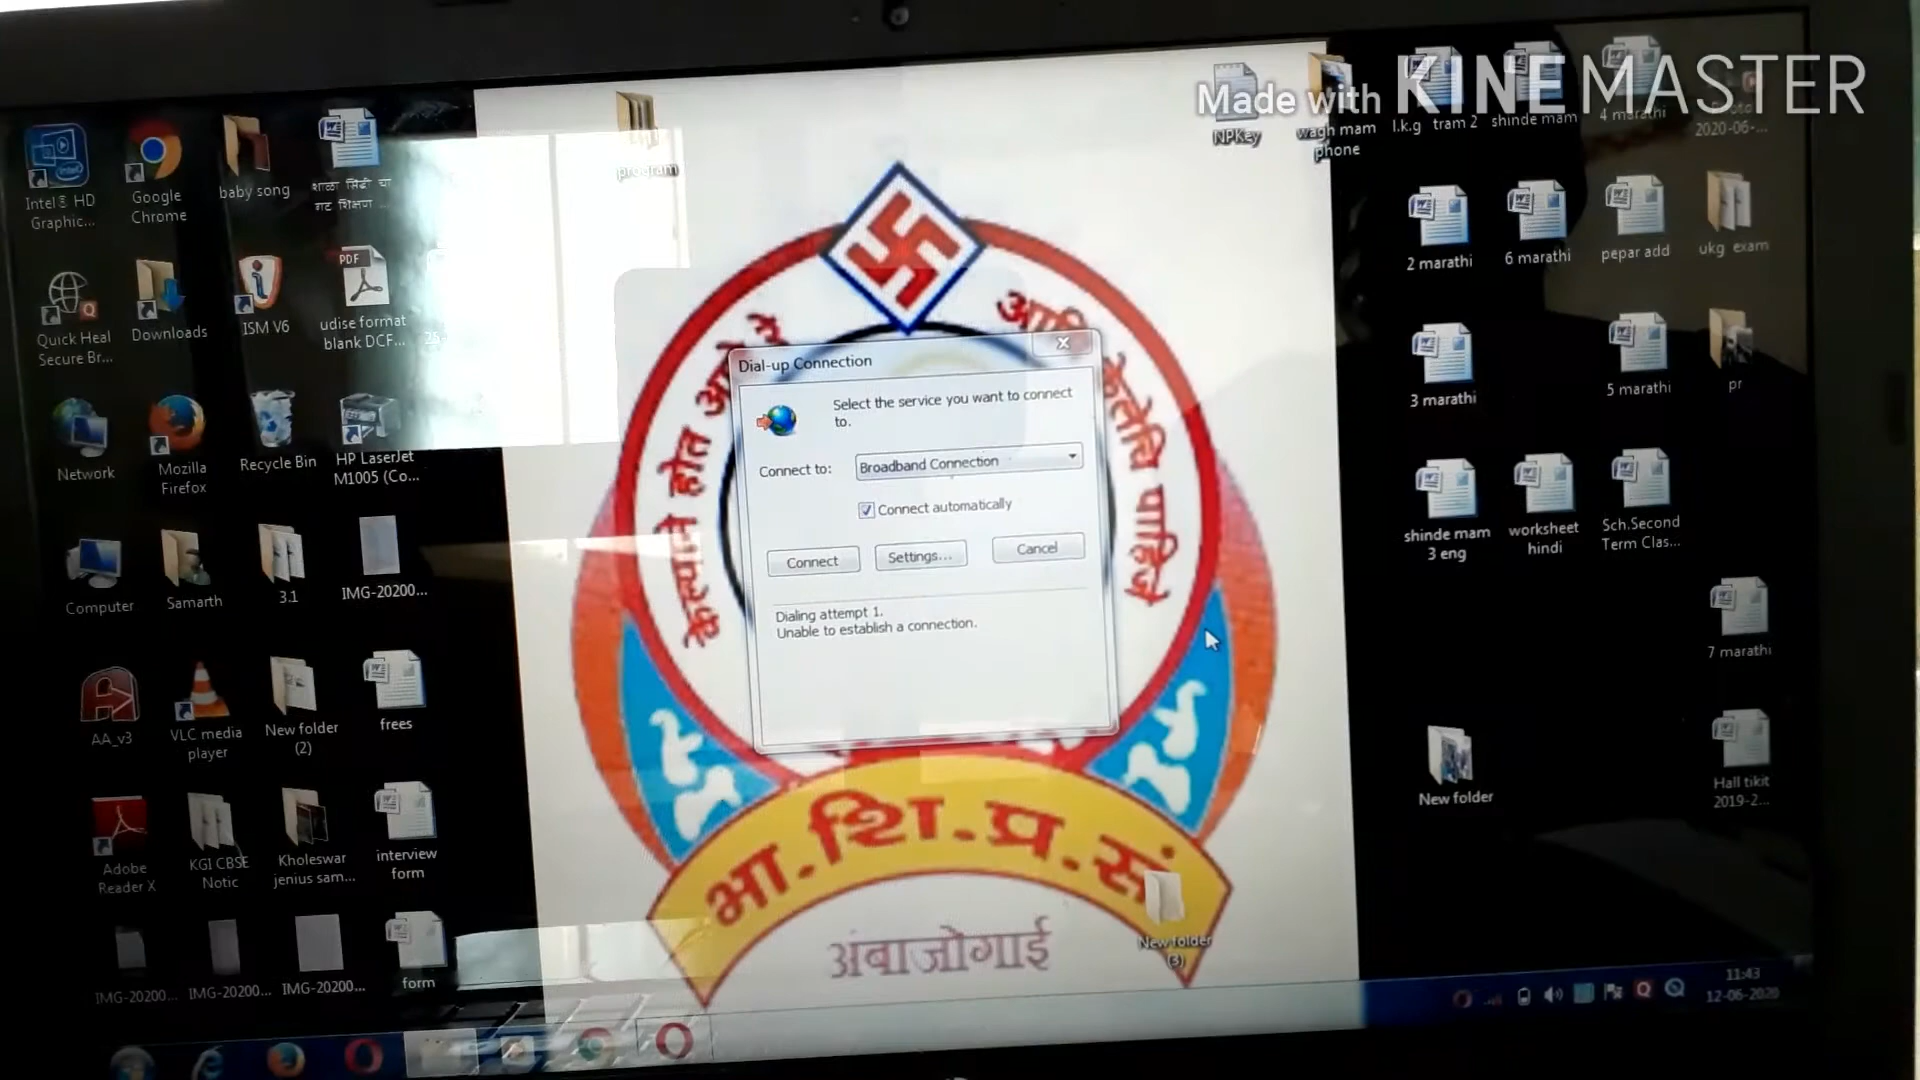 Made with KINEMASTER
Intel® HD
Graphic...
Google
Chrome
baby song
शाळा सिद्धी चा
गट शिक्षण ...
program
NPKey
wagh mam
phone
l.k.g tram 2
shinde mam
4 marathi
2020-06-...
Quick Heal
Secure Br...
Downloads
ISM V6
PDF
udise format
blank DCF...
2 marathi
6 marathi
pepar add
ukg exam
Network
Mozilla
Firefox
Recycle Bin
HP LaserJet
M1005 (Co...
3 marathi
5 marathi
pr
Dial-up Connection
Select the service you want to connect
to.
Connect to:
Broadband Connection
Connect automatically
Connect
Settings...
Cancel
Dialing attempt 1.
Unable to establish a connection.
Computer
Samarth
3.1
IMG-20200...
shinde mam
3 eng
worksheet
hindi
Sch.Second
Term Clas...
AA_v3
VLC media
player
New folder
(2)
frees
7 marathi
Adobe
Reader X
KGI CBSE
Notic
Kholeswar
jenius sam...
interview
form
New folder
Hall tikit
2019-2...
IMG-20200...
IMG-20200...
IMG-20200...
form
केल्याने होत
केलेचि पाहिजे
भा.शि.प्र.सं
अंबाजोगाई
New folder
(3)
11:43
12-06-2020